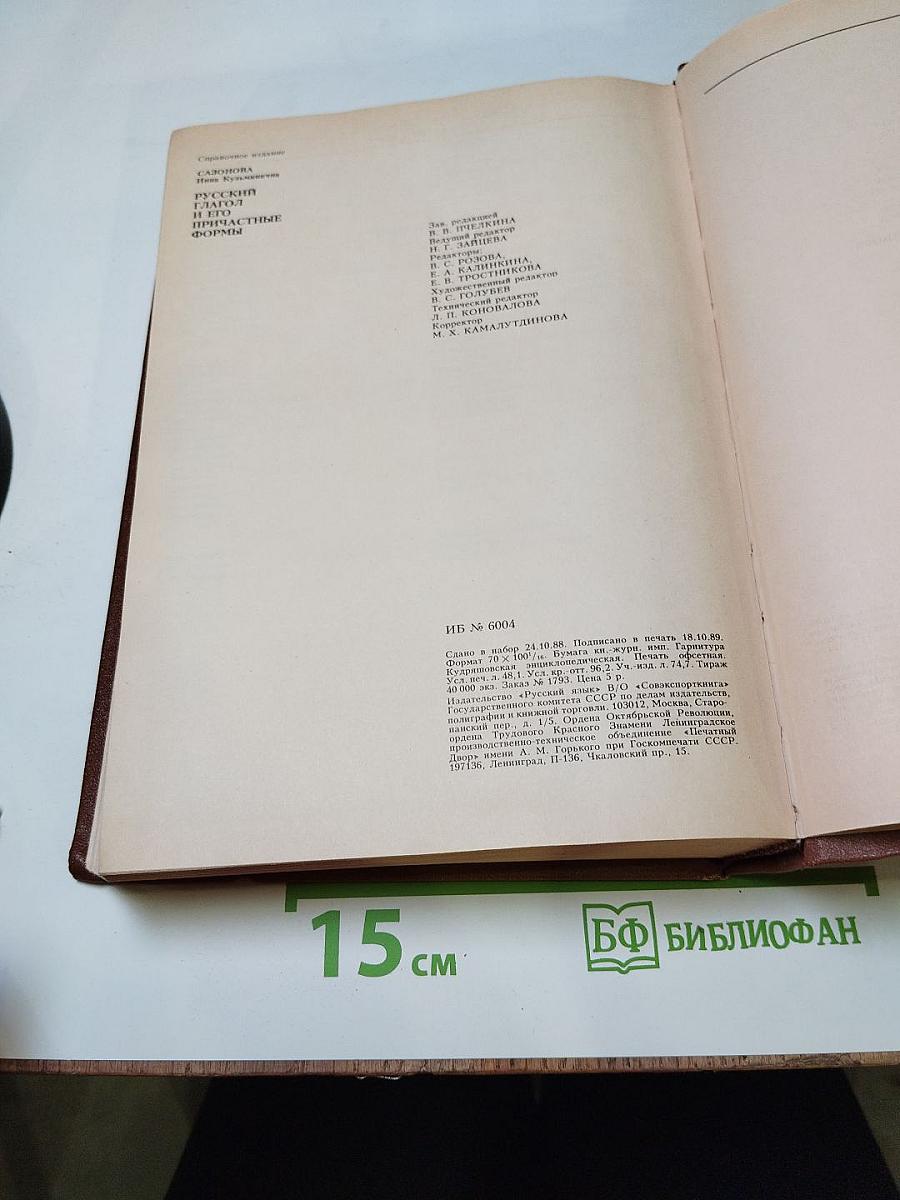 Справочное издание
САЗОНОВА
Инна Кузьминична
РУССКИЙ
ГЛАГОЛ
И ЕГО
ПРИЧАСТНЫЕ
ФОРМЫ
Зав. редакцией
В. В. ПЧЕЛКИНА
Ведущий редактор
Н. Г. ЗАЙЦЕВА
Редакторы:
В. С. РОЗОВА,
Е. А. КАЛИНКИНА,
Е. В. ТРОСТНИКОВА
Художественный редактор
В. С. ГОЛУБЕВ
Технический редактор
Л. П. КОНОВАЛОВА
Корректор
М. Х. КАМАЛУТДИНОВА
ИБ № 6004
Сдано в набор 24.10.88. Подписано в печать 18.10.89.
Формат 70 × 100¹/₁₆. Бумага кн.-журн. имп. Гарнитура
Кудряшовская энциклопедическая. Печать офсетная.
Усл. печ. л. 48,1. Усл. кр.-отт. 96,2. Уч.-изд. л. 74,7. Тираж
40 000 экз. Заказ № 1793. Цена 5 р.
Издательство «Русский язык» В/О «Совэкспорткнига»
Государственного комитета СССР по делам издательств,
полиграфии и книжной торговли. 103012, Москва, Старо-
панский пер., д. 1/5. Ордена Октябрьской Революции,
ордена Трудового Красного Знамени Ленинградское
производственно-техническое объединение «Печатный
Двор» имени А. М. Горького при Госкомпечати СССР.
197136, Ленинград, П-136, Чкаловский пр., 15.
15 см
БФ БИБЛИОФАН